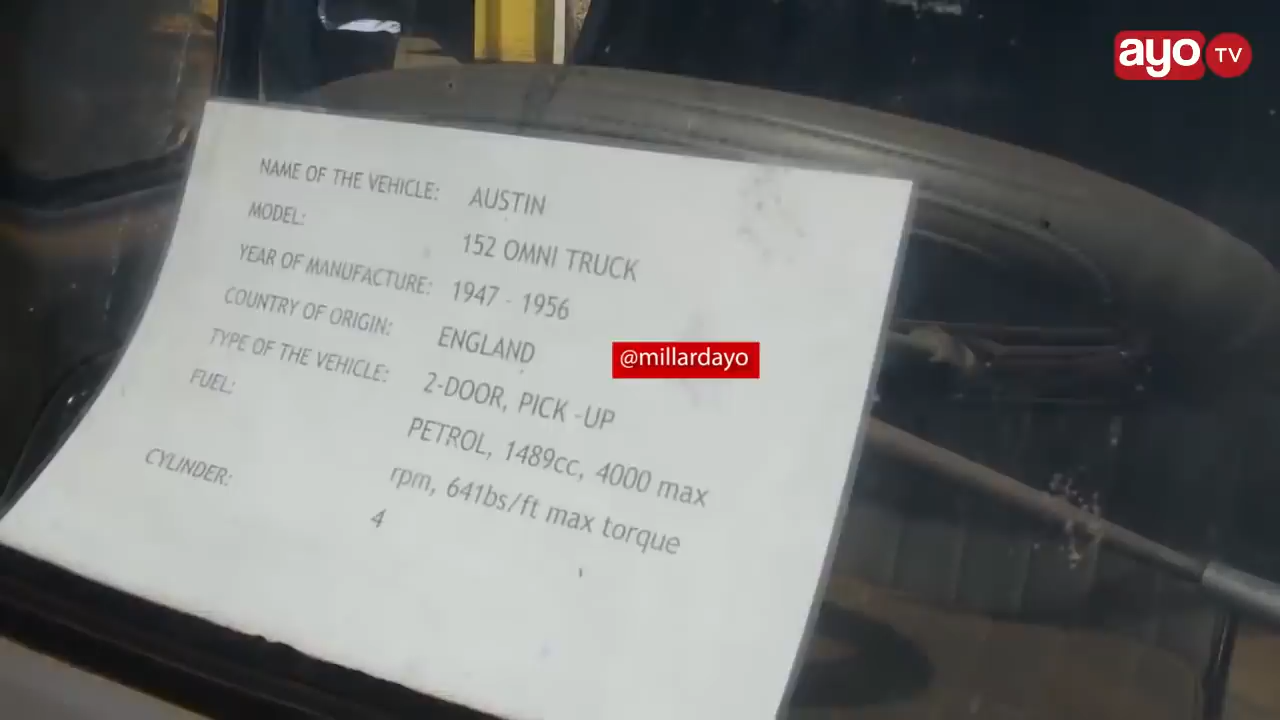 ayo TV
NAME OF THE VEHICLE: AUSTIN
MODEL: 152 OMNI TRUCK
YEAR OF MANUFACTURE: 1947 - 1956
COUNTRY OF ORIGIN: ENGLAND
@millardayo
TYPE OF THE VEHICLE: 2-DOOR, PICK -UP
FUEL: PETROL, 1489cc, 4000 max
rpm, 641bs/ft max torque
CYLINDER: 4